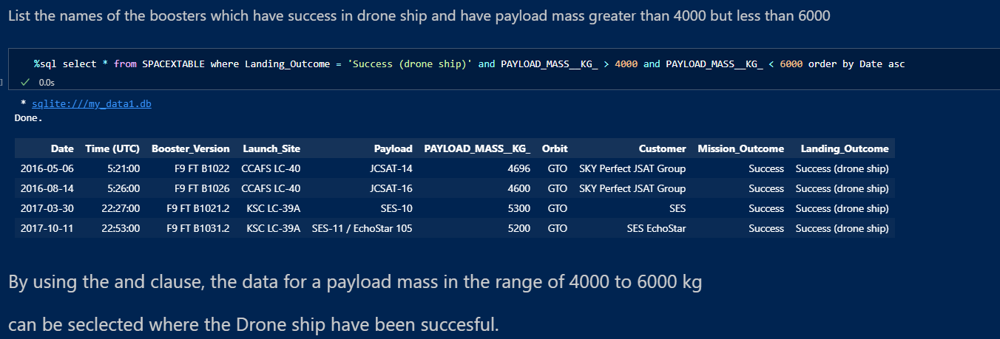 List the names of the boosters which have success in drone ship and have payload mass greater than 4000 but less than 6000
%sql select * from SPACEXTABLE where Landing_Outcome = 'Success (drone ship)' and PAYLOAD_MASS__KG_ > 4000 and PAYLOAD_MASS__KG_ < 6000 order by Date asc
] ✓ 0.0s
* sqlite:///my_data1.db
Done.
Date Time (UTC) Booster_Version Launch_Site Payload PAYLOAD_MASS__KG_ Orbit Customer Mission_Outcome Landing_Outcome
2016-05-06 5:21:00 F9 FT B1022 CCAFS LC-40 JCSAT-14 4696 GTO SKY Perfect JSAT Group Success Success (drone ship)
2016-08-14 5:26:00 F9 FT B1026 CCAFS LC-40 JCSAT-16 4600 GTO SKY Perfect JSAT Group Success Success (drone ship)
2017-03-30 22:27:00 F9 FT B1021.2 KSC LC-39A SES-10 5300 GTO SES Success Success (drone ship)
2017-10-11 22:53:00 F9 FT B1031.2 KSC LC-39A SES-11 / EchoStar 105 5200 GTO SES EchoStar Success Success (drone ship)
By using the and clause, the data for a payload mass in the range of 4000 to 6000 kg
can be seclected where the Drone ship have been succesful.